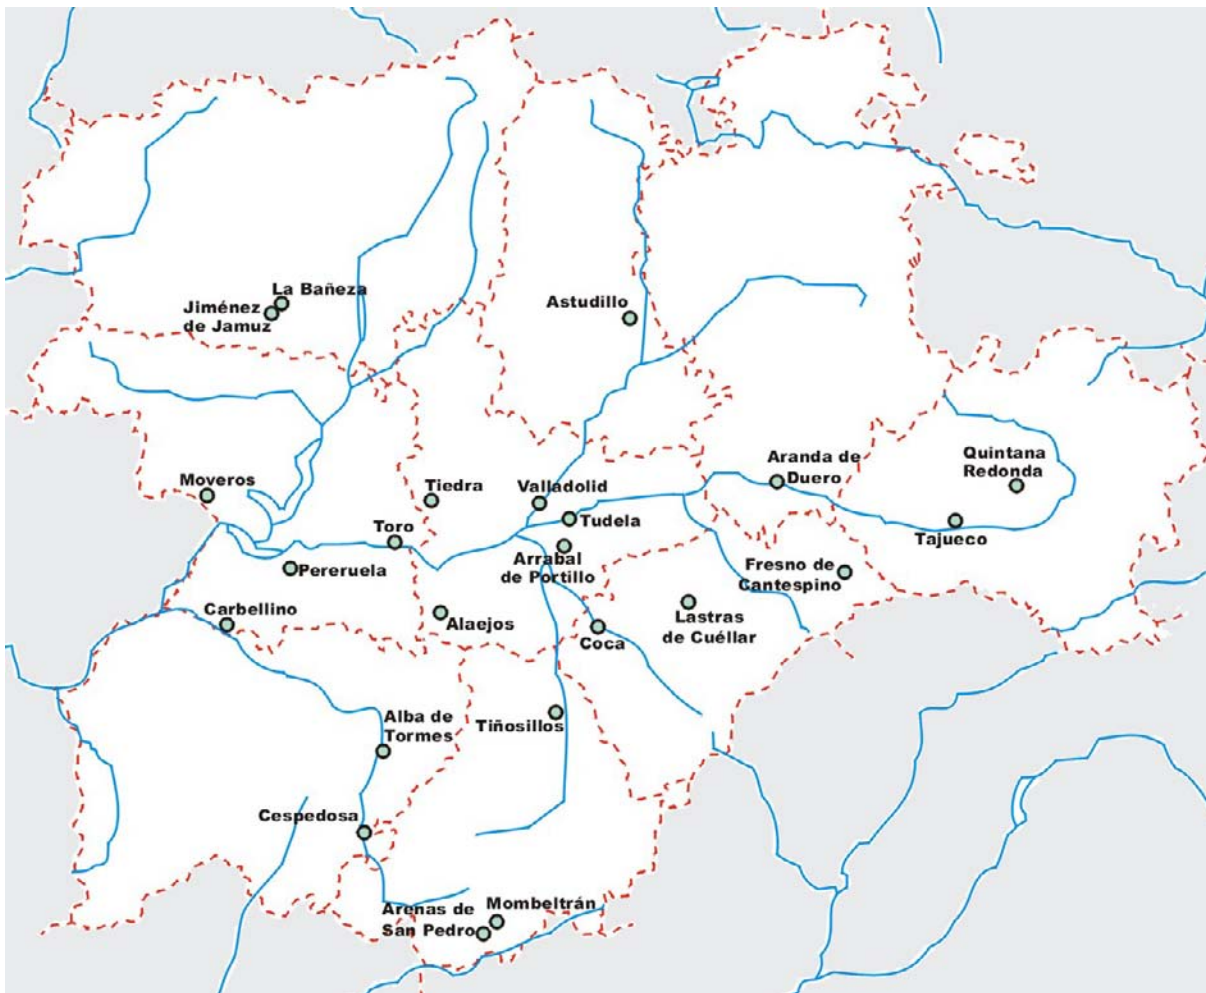 La Bañeza
Jiménez
de Jamuz
Astudillo
Aranda de
Duero
Quintana
Redonda
Moveros
Tiedra
Valladolid
Tudela
Toro
Tajueco
Arrabal
de Portillo
Pereruela
Fresno de
Cantespino
Carbellino
Alaejos
Coca
Lastras
de Cuéllar
Alba de
Tormes
Tiñosillos
Cespedosa
Mombeltrán
Arenas de
San Pedro